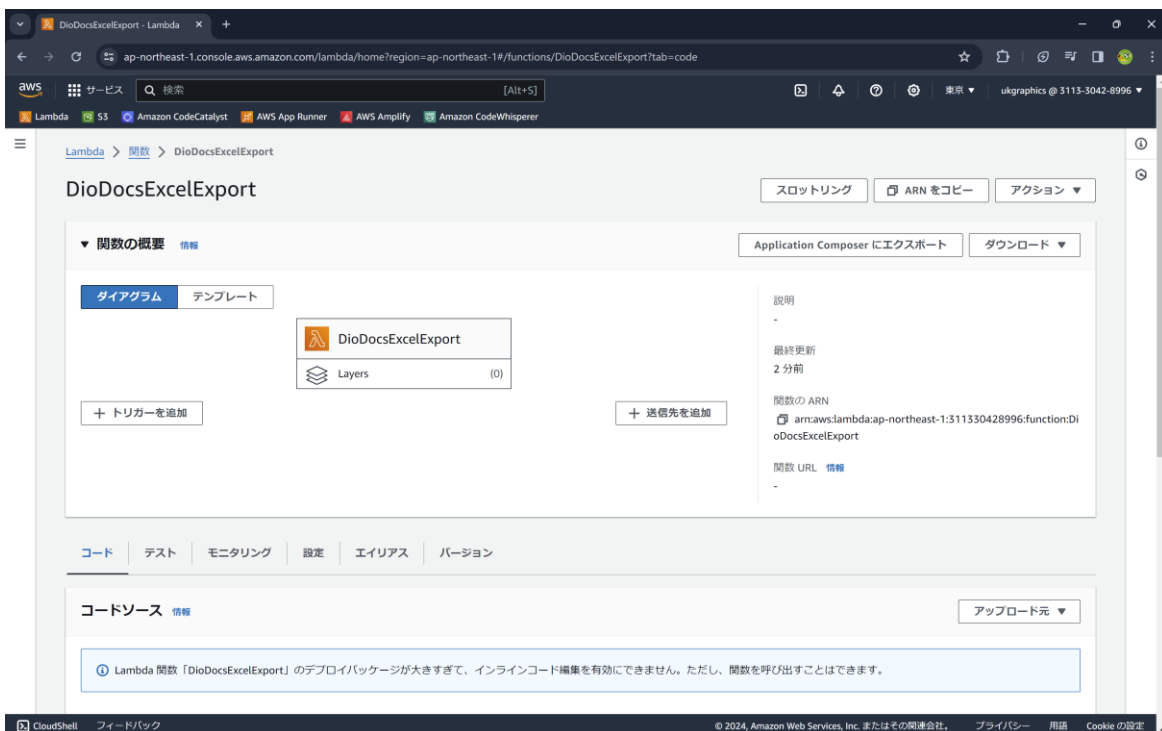 DioDocsExcelExport - Lambda
ap-northeast-1.console.aws.amazon.com/lambda/home?region=ap-northeast-1#/functions/DioDocsExcelExport?tab=code
aws サービス 検索 [Alt+S] 東京 ▼ ukgraphics @ 3113-3042-8996 ▼
Lambda S3 Amazon CodeCatalyst AWS App Runner AWS Amplify Amazon CodeWhisperer
Lambda > 関数 > DioDocsExcelExport
DioDocsExcelExport スロットリング ARN をコピー アクション ▼
▼ 関数の概要 情報 Application Composer にエクスポート ダウンロード ▼
ダイアグラム テンプレート
DioDocsExcelExport
Layers (0)
+ トリガーを追加 + 送信先を追加
説明
-
最終更新
2 分前
関数の ARN
arn:aws:lambda:ap-northeast-1:311330428996:function:Di
oDocsExcelExport
関数 URL 情報
-
コード テスト モニタリング 設定 エイリアス バージョン
コードソース 情報 アップロード元 ▼
Lambda 関数「DioDocsExcelExport」のデプロイパッケージが大きすぎて、インラインコード編集を有効にできません。ただし、関数を呼び出すことはできます。
CloudShell フィードバック © 2024, Amazon Web Services, Inc. またはその関連会社。 プライバシー 用語 Cookie の設定